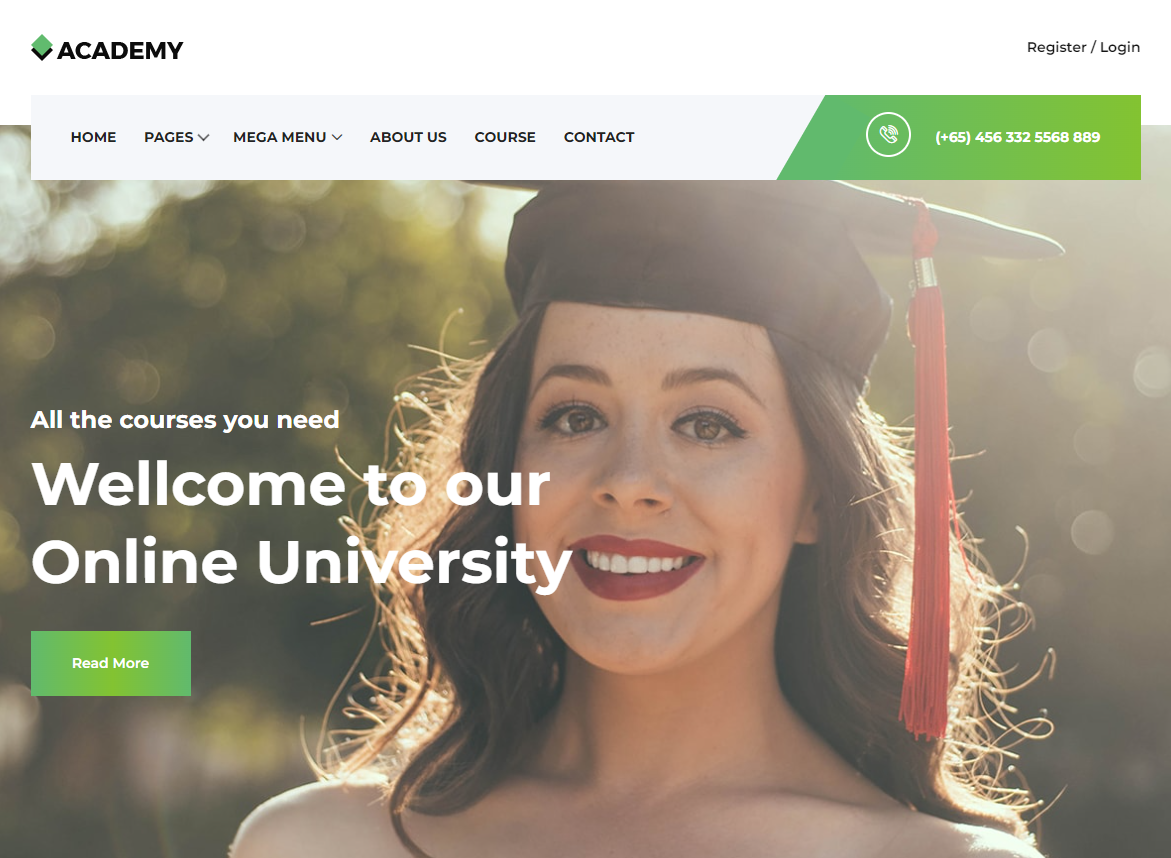 ACADEMY
Register / Login
HOME PAGES MEGA MENU ABOUT US COURSE CONTACT
(+65) 456 332 5568 889
All the courses you need
Wellcome to our
Online University
Read More